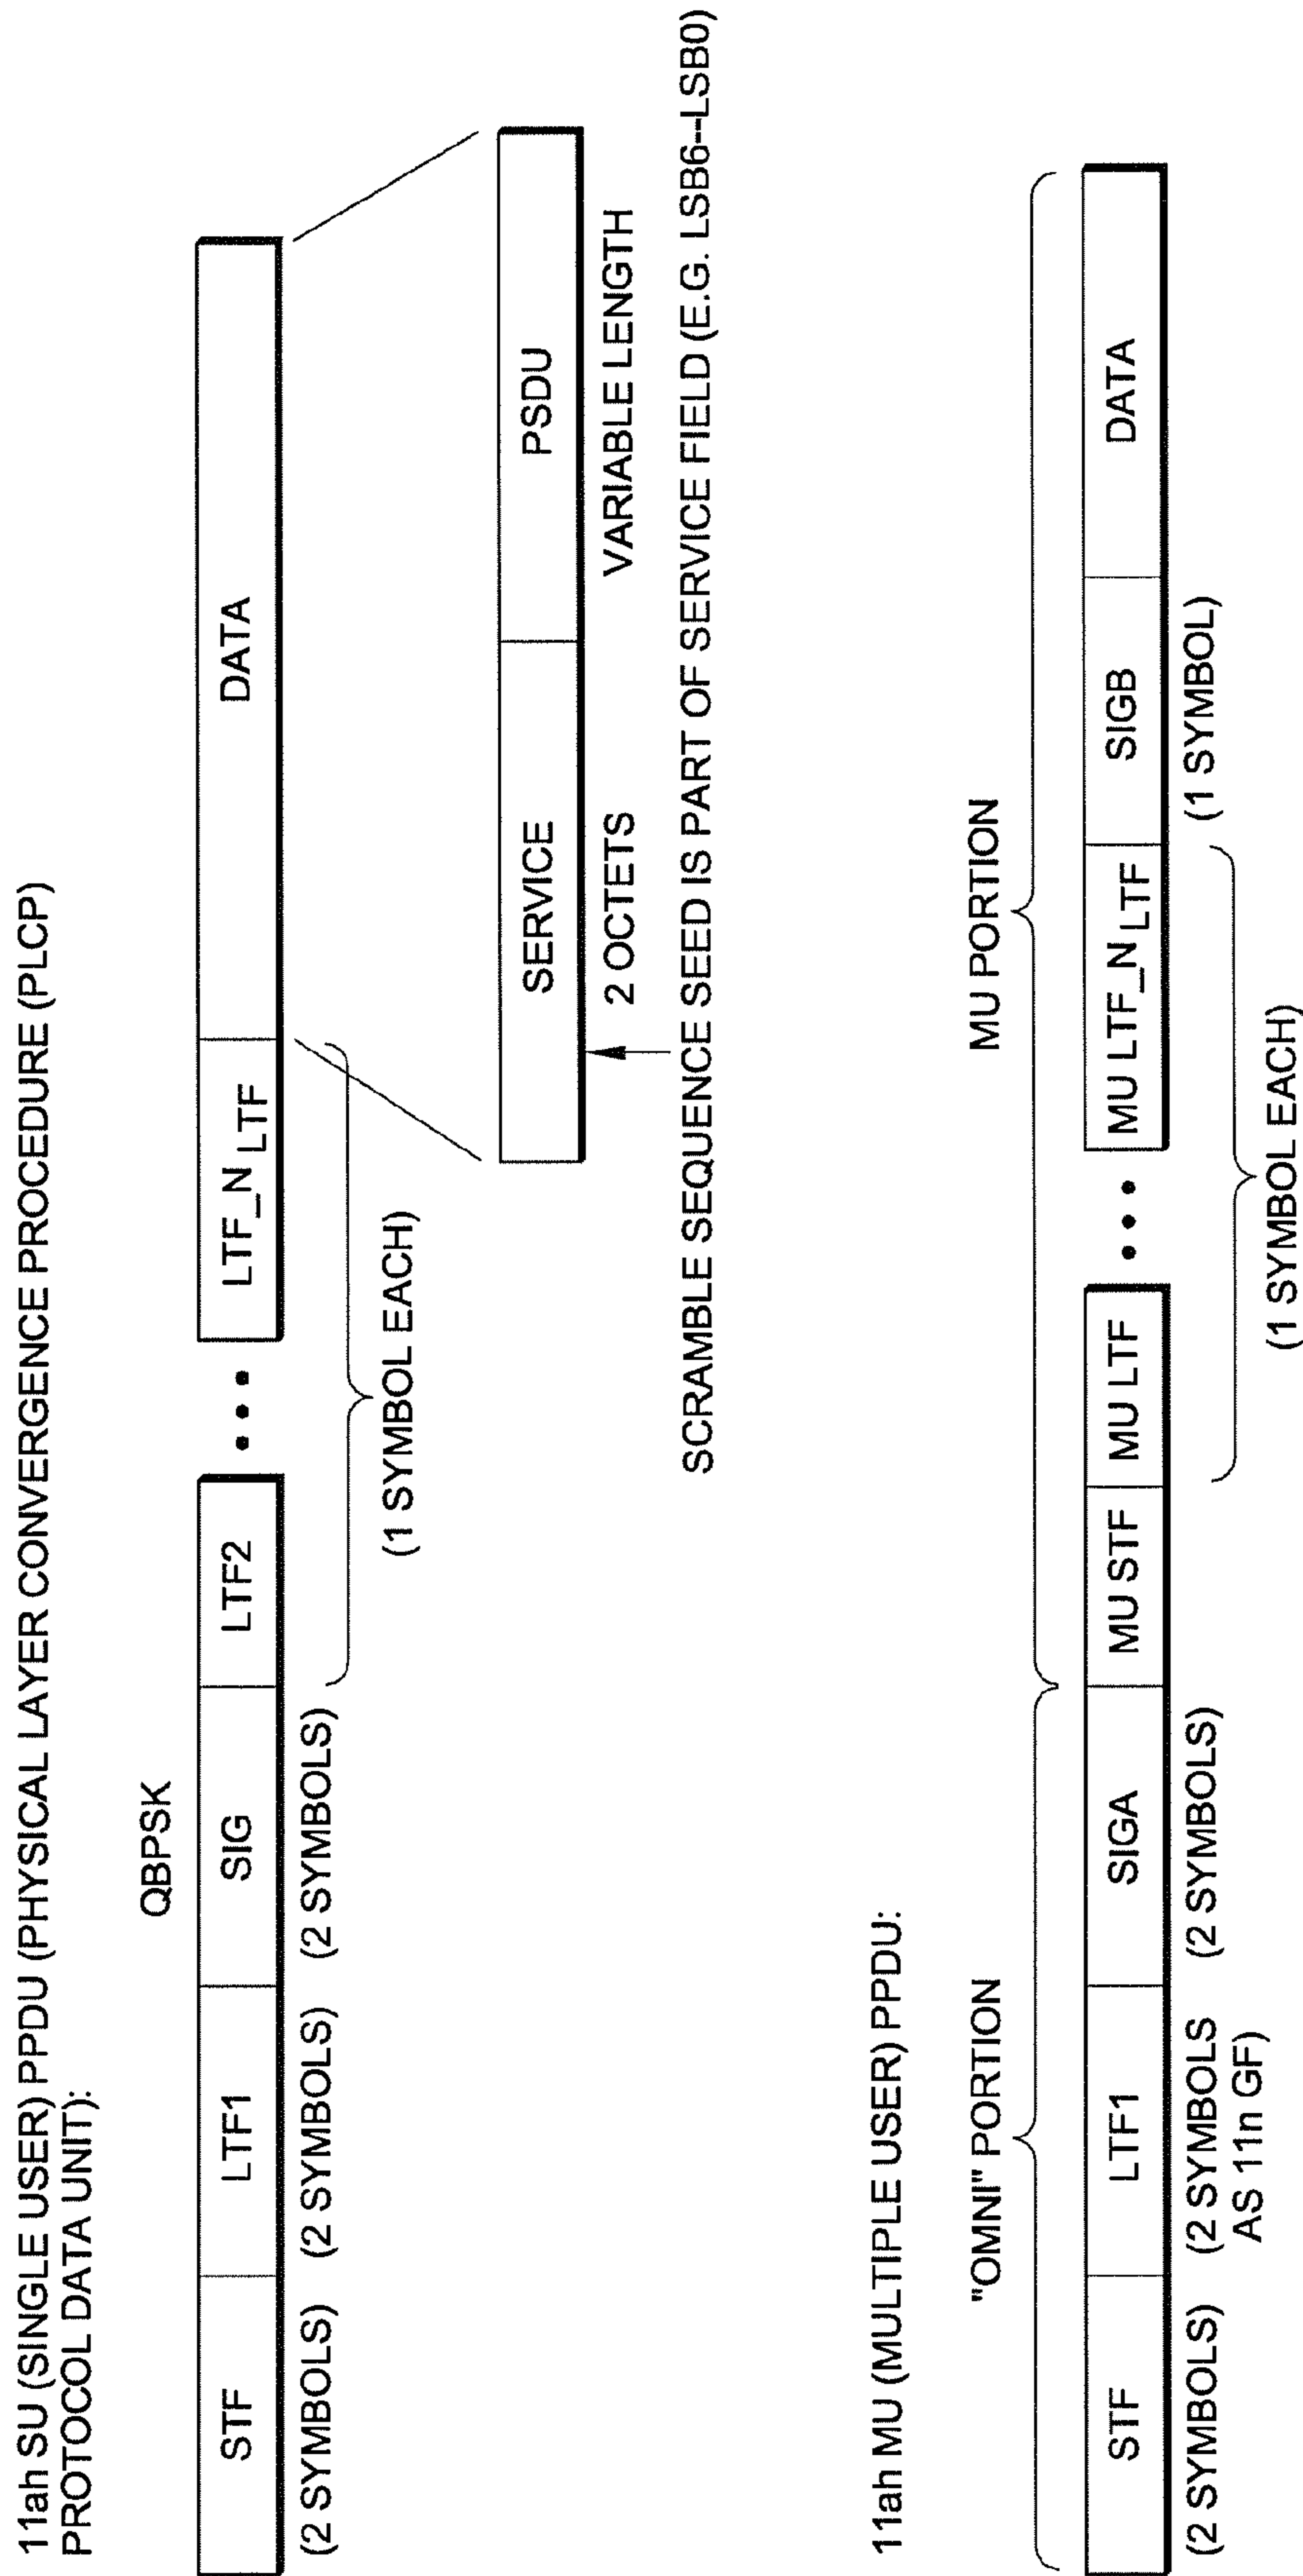 11ah SU (SINGLE USER) PPDU (PHYSICAL LAYER CONVERGENCE PROCEDURE (PLCP)
PROTOCOL DATA UNIT):
QBPSK
STF
LTF1
SIG
LTF2
LTF_N LTF
DATA
(2 SYMBOLS)
(2 SYMBOLS)
(2 SYMBOLS)
(1 SYMBOL EACH)
SERVICE
PSDU
2 OCTETS
VARIABLE LENGTH
SCRAMBLE SEQUENCE SEED IS PART OF SERVICE FIELD (E.G. LSB6--LSB0)
11ah MU (MULTIPLE USER) PPDU:
"OMNI" PORTION
MU PORTION
STF
LTF1
SIGA
MU STF
MU LTF
MU LTF_N LTF
SIGB
DATA
(2 SYMBOLS)
(2 SYMBOLS
AS 11n GF)
(2 SYMBOLS)
(1 SYMBOL)
(1 SYMBOL EACH)